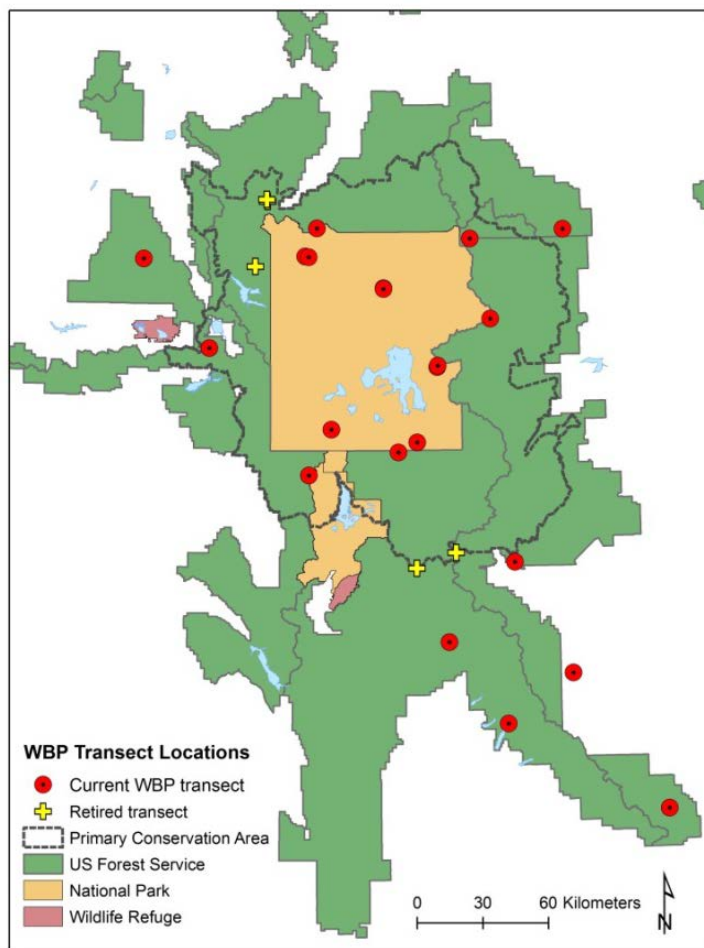 WBP Transect Locations
Current WBP transect
Retired transect
Primary Conservation Area
US Forest Service
National Park
Wildlife Refuge
0 30 60 Kilometers
N